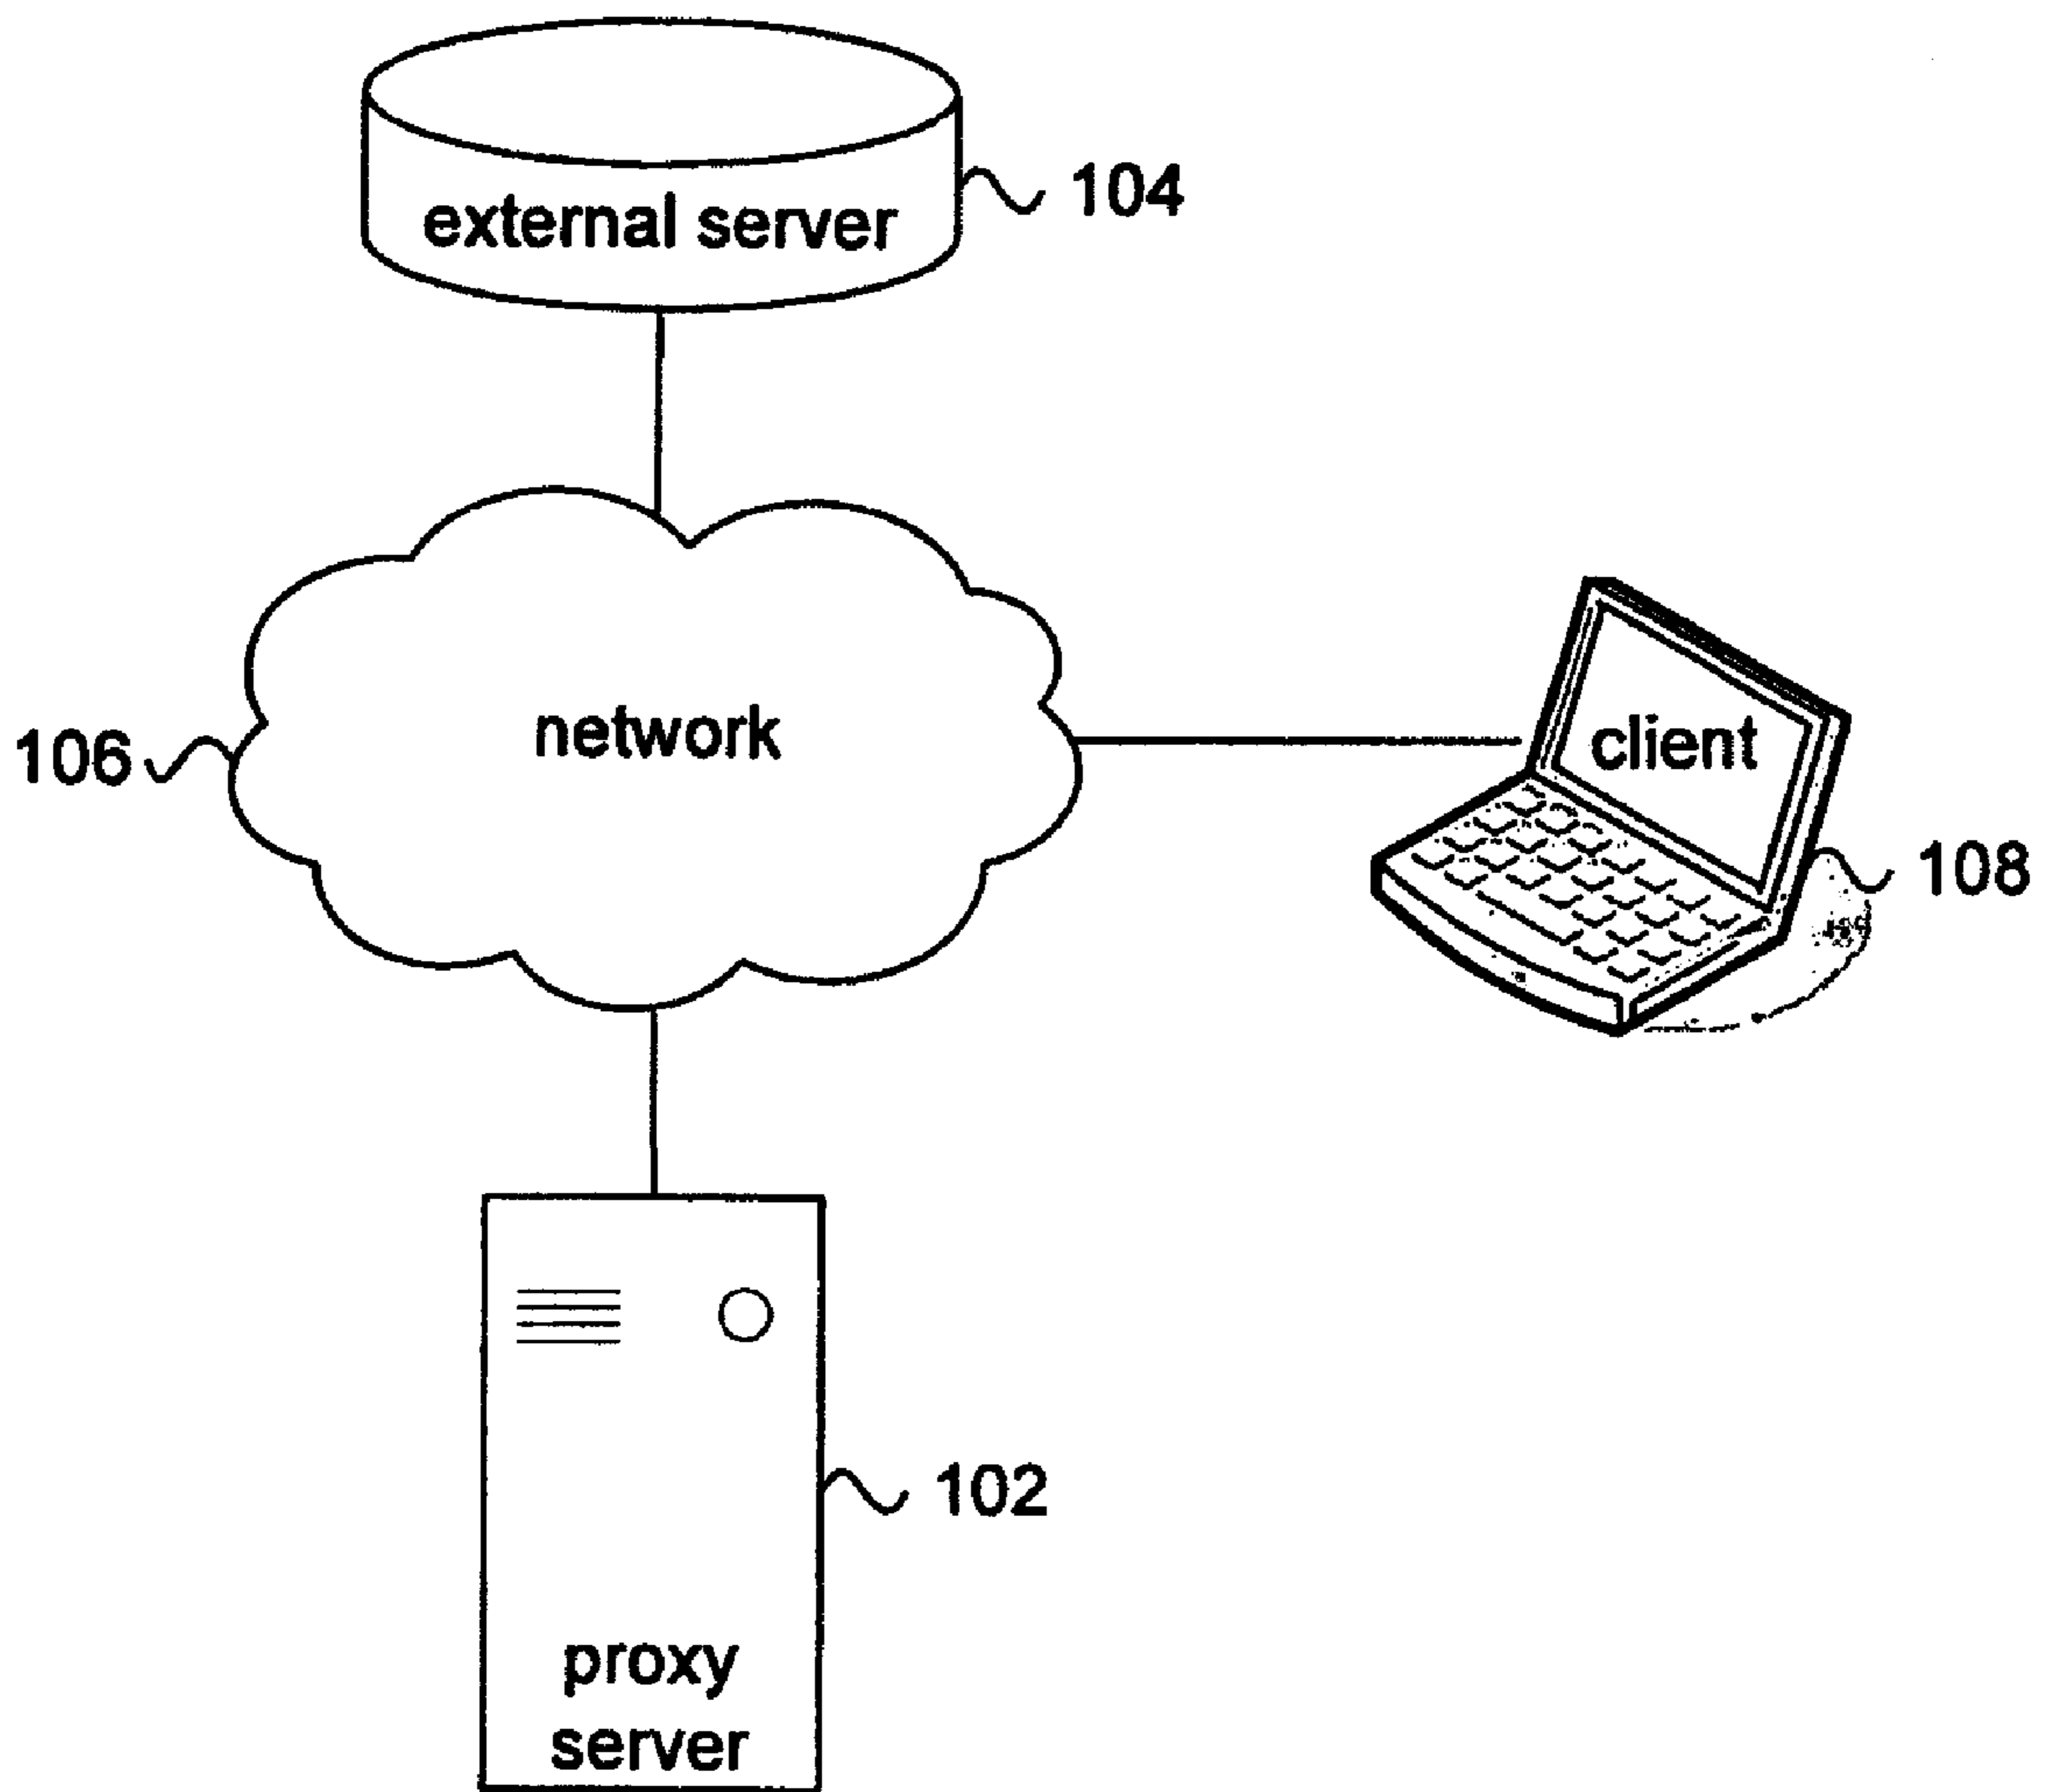 external server
104
network
106
client
108
102
proxy
server